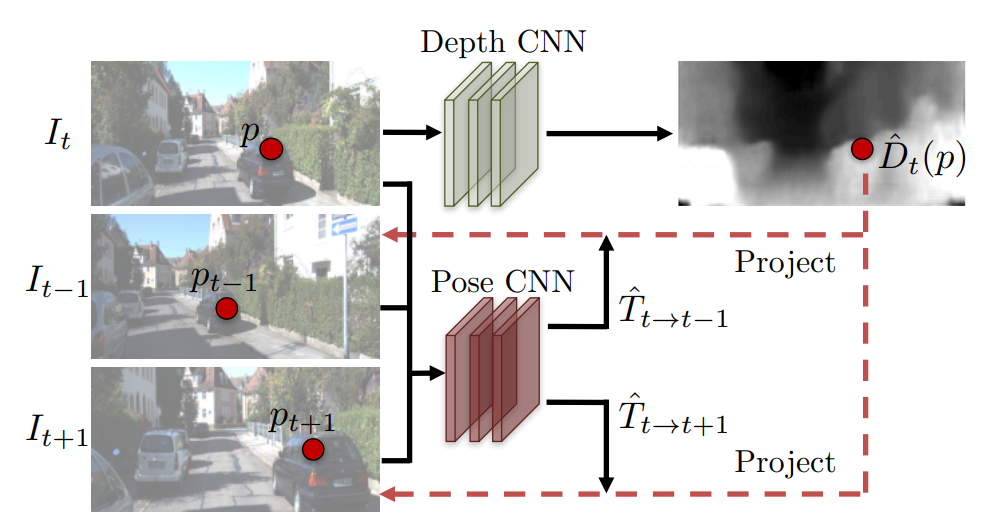 Depth CNN
I_t
p
D̂_t(p)
Project
I_{t−1}
p_{t−1}
Pose CNN
T̂_{t→t−1}
I_{t+1}
p_{t+1}
T̂_{t→t+1}
Project